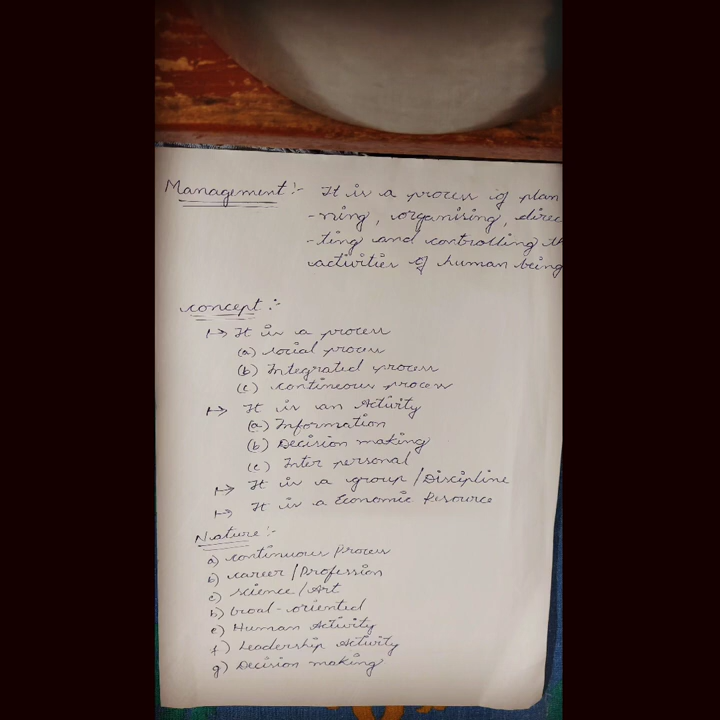 Management :- It is a process of plan
-ning, organising, direc
-ting and controlling th
activities of human being
concept :-
↦ It is a process
(a) social process
(b) Integrated process
(c) contineous process
↦ It is an Activity
(a) Information
(b) Decision making
(c) Inter personal
↦ It is a group / Discipline
↦ It is a Economic Resource
Nature :-
a) continuous Process
b) career / Profession
c) science / Art
b) Goal-oriented
e) Human Activity
f) Leadership Activity
g) Decision making